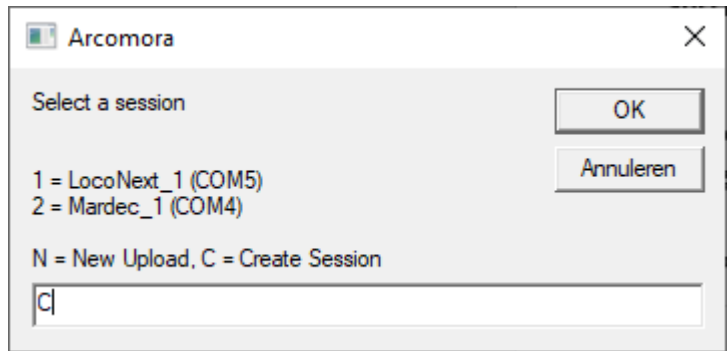 Arcomora
Select a session
OK
Annuleren
1 = LocoNext_1 (COM5)
2 = Mardec_1 (COM4)
N = New Upload, C = Create Session
C